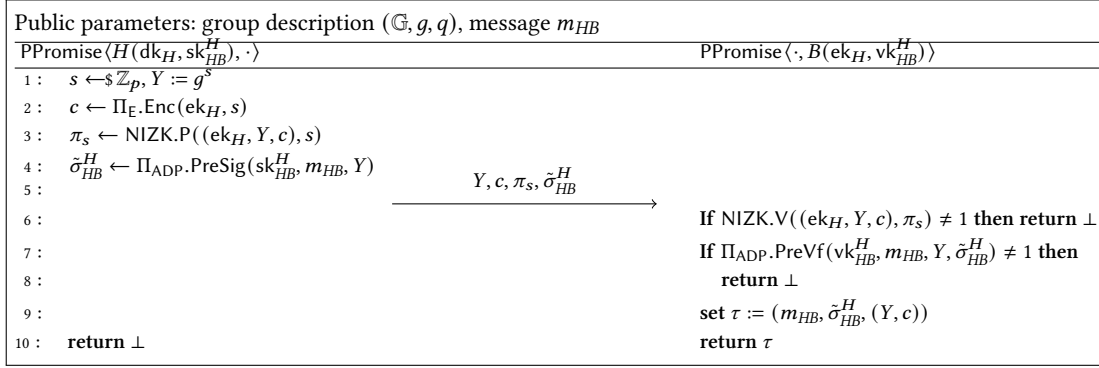 Public parameters: group description (𝔾, g, q), message m_HB
PPromise⟨H(dk_H, sk^H_HB), ·⟩ PPromise⟨·, B(ek_H, vk^H_HB)⟩
1 : s ←$ ℤ_p, Y := g^s
2 : c ← Π_E.Enc(ek_H, s)
3 : π_s ← NIZK.P((ek_H, Y, c), s)
4 : σ̃^H_HB ← Π_ADP.PreSig(sk^H_HB, m_HB, Y)
5 : Y, c, π_s, σ̃^H_HB
6 : If NIZK.V((ek_H, Y, c), π_s) ≠ 1 then return ⊥
7 : If Π_ADP.PreVf(vk^H_HB, m_HB, Y, σ̃^H_HB) ≠ 1 then
8 : return ⊥
9 : set τ := (m_HB, σ̃^H_HB, (Y, c))
10 : return ⊥ return τ